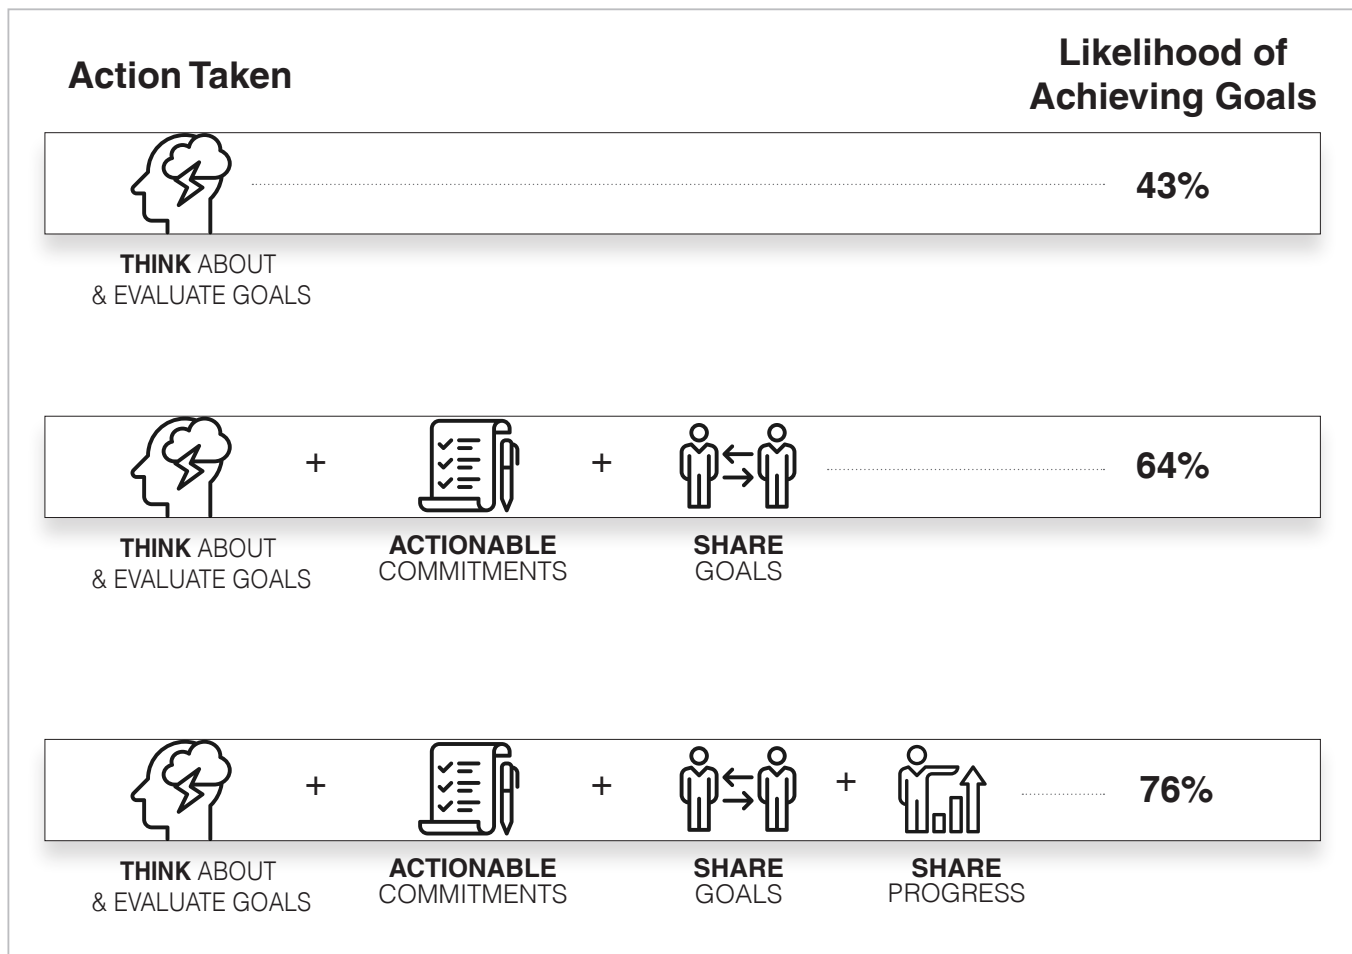 Action Taken
Likelihood of
Achieving Goals
43%
THINK ABOUT
& EVALUATE GOALS
+
+
64%
THINK ABOUT
& EVALUATE GOALS
ACTIONABLE
COMMITMENTS
SHARE
GOALS
+
+
+
76%
THINK ABOUT
& EVALUATE GOALS
ACTIONABLE
COMMITMENTS
SHARE
GOALS
SHARE
PROGRESS